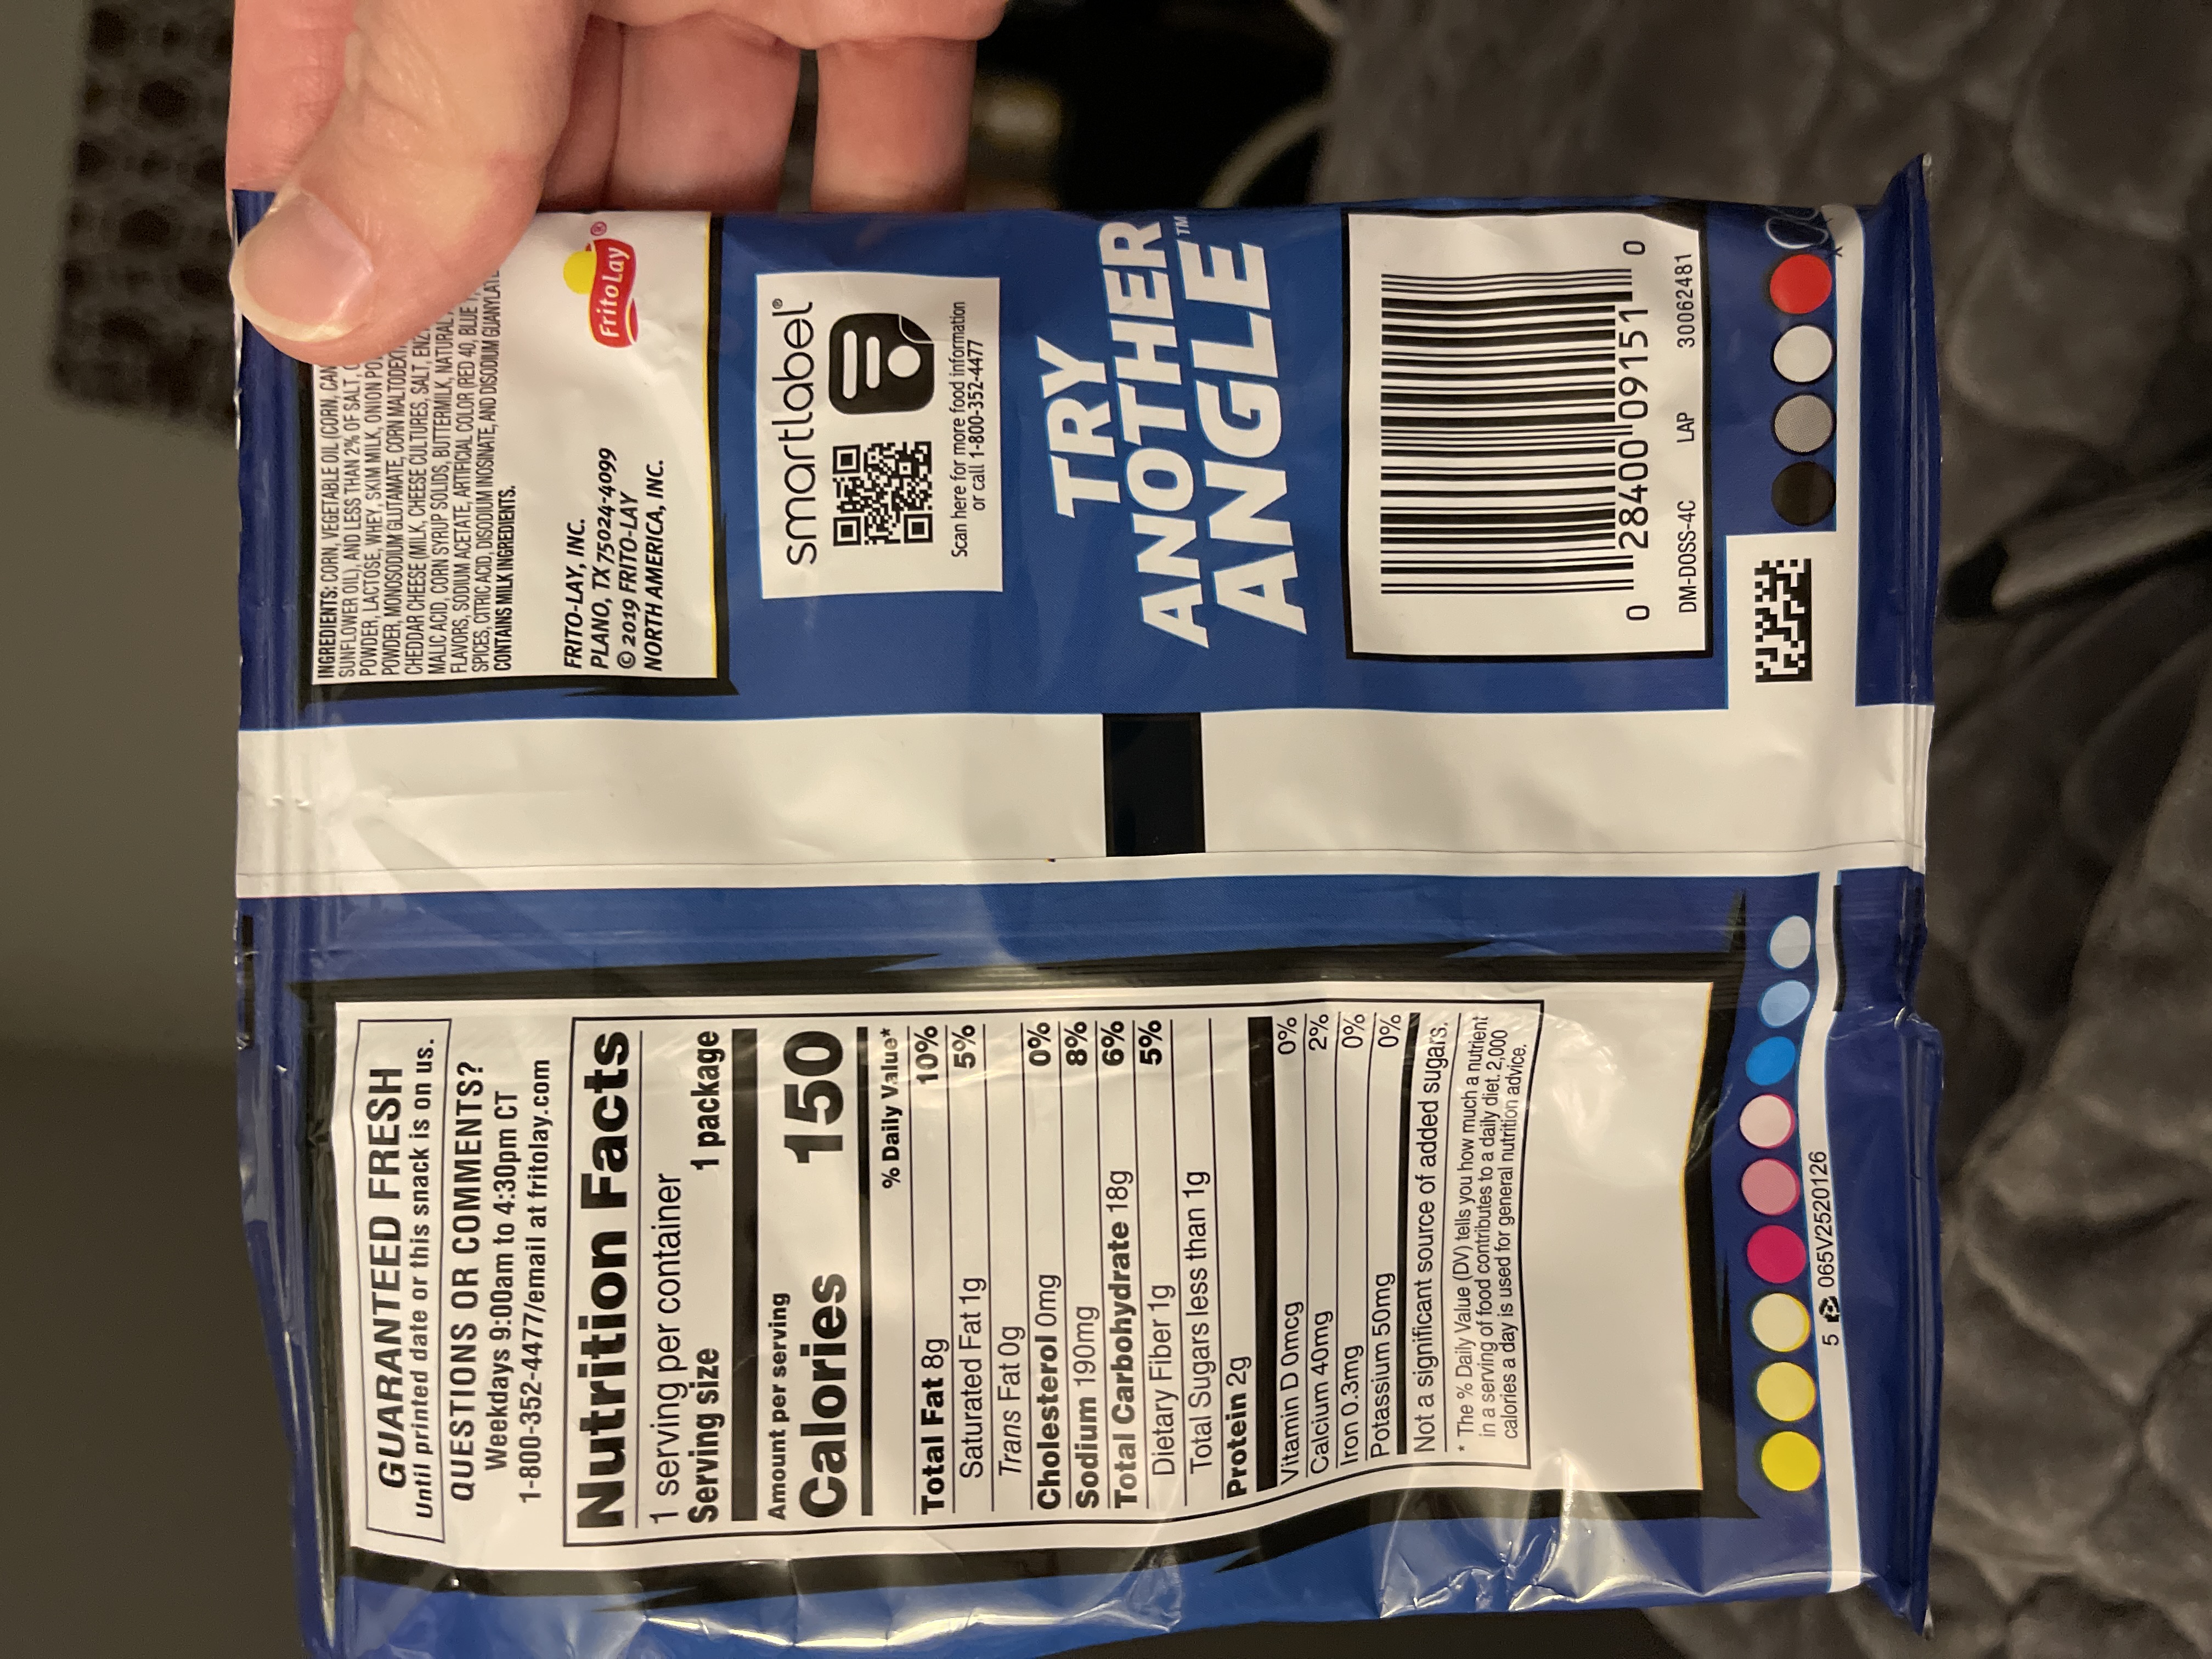 GUARANTEED FRESH
Until printed date or this snack is on us.
QUESTIONS OR COMMENTS?
Weekdays 9:00am to 4:30pm CT
1-800-352-4477/email at fritolay.com
Nutrition Facts
1 serving per container
Serving size 1 package
Amount per serving
Calories 150
% Daily Value*
Total Fat 8g 10%
Saturated Fat 1g 5%
Trans Fat 0g
Cholesterol 0mg 0%
Sodium 190mg 8%
Total Carbohydrate 18g 6%
Dietary Fiber 1g 5%
Total Sugars less than 1g
Protein 2g
Vitamin D 0mcg 0%
Calcium 40mg 2%
Iron 0.3mg 0%
Potassium 50mg 0%
Not a significant source of added sugars.
* The % Daily Value (DV) tells you how much a nutrient
in a serving of food contributes to a daily diet. 2,000
calories a day is used for general nutrition advice.
5 065V2520126
INGREDIENTS: CORN, VEGETABLE OIL (CORN,
SUNFLOWER OIL), AND LESS THAN 2% OF SALT,
POWDER, LACTOSE, WHEY, SKIM MILK, ONION
POWDER, MONOSODIUM GLUTAMATE, CORN
CHEDDAR CHEESE (MILK, CHEESE CULTURES, SALT,
MALIC ACID, CORN SYRUP SOLIDS, BUTTERMILK, NATURAL
FLAVORS, SODIUM ACETATE, ARTIFICIAL COLOR (RED 40, BLUE
SPICES, CITRIC ACID, DISODIUM INOSINATE, AND DISODIUM
CONTAINS MILK INGREDIENTS.
FRITO-LAY, INC.
PLANO, TX 75024-4099
© 2019 FRITO-LAY
NORTH AMERICA, INC.
Frito Lay®
smartlabel®
Scan here for more food information
or call 1-800-352-4477
TRY
ANOTHER
ANGLE™
0 28400 09151 0
DM-DOSS-4C LAP 30062481